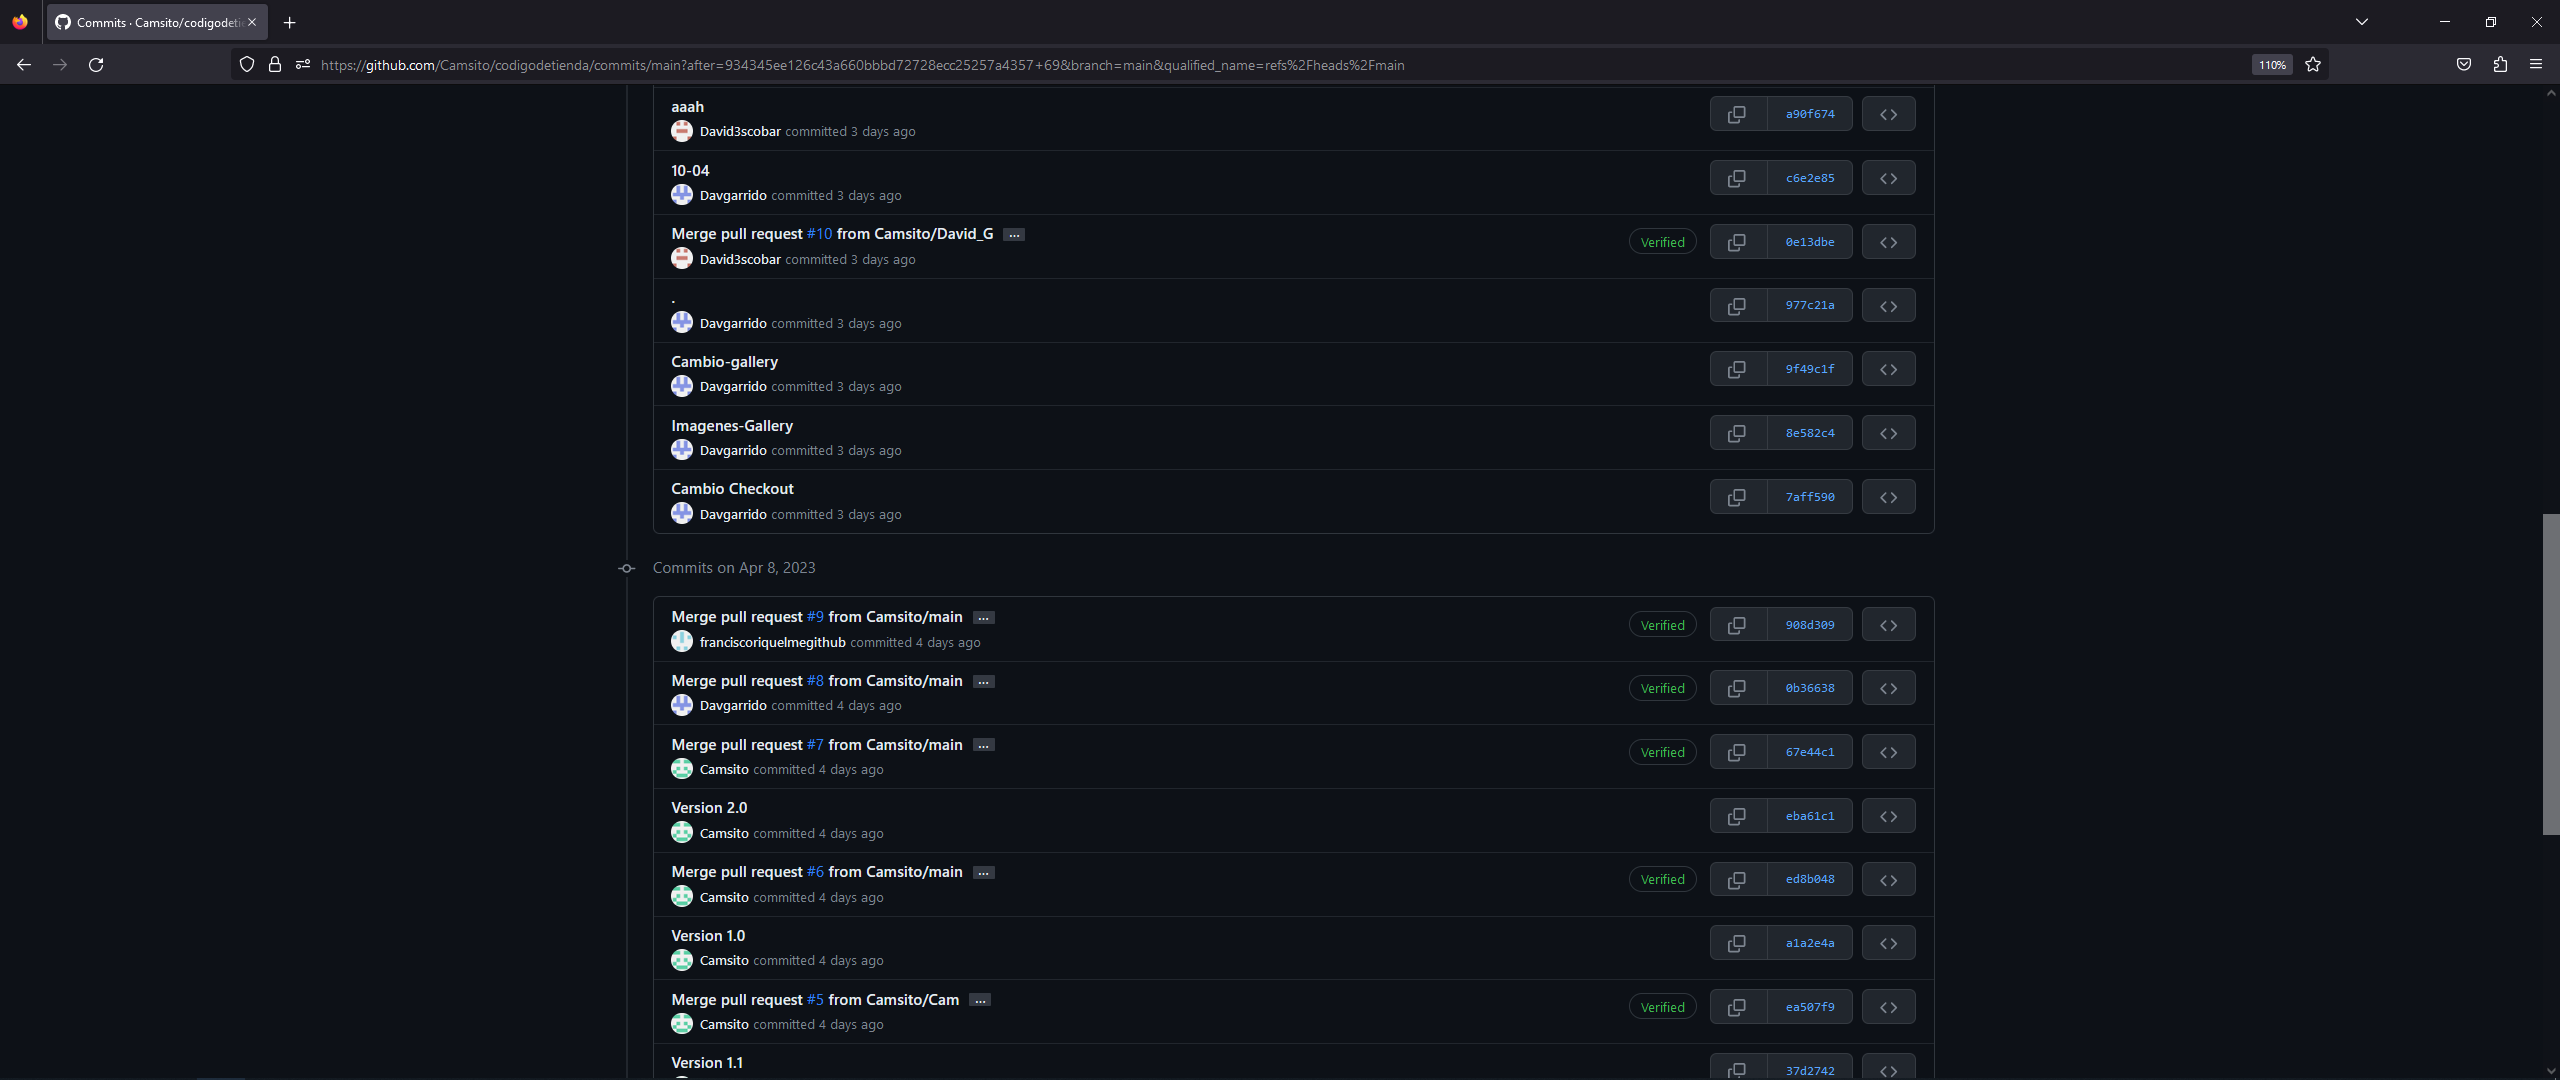 Commits · Camsito/codigodeti
https://github.com/Camsito/codigodetienda/commits/main?after=934345ee126c43a660bbbd72728ecc25257a4357+69&branch=main&qualified_name=refs%2Fheads%2Fmain
110%
aaah
David3scobar committed 3 days ago
a90f674
10-04
Davgarrido committed 3 days ago
c6e2e85
Merge pull request #10 from Camsito/David_G ...
David3scobar committed 3 days ago
Verified
0e13dbe
.
Davgarrido committed 3 days ago
977c21a
Cambio-gallery
Davgarrido committed 3 days ago
9f49c1f
Imagenes-Gallery
Davgarrido committed 3 days ago
8e582c4
Cambio Checkout
Davgarrido committed 3 days ago
7aff590
Commits on Apr 8, 2023
Merge pull request #9 from Camsito/main ...
franciscoriquelmegithub committed 4 days ago
Verified
908d309
Merge pull request #8 from Camsito/main ...
Davgarrido committed 4 days ago
Verified
0b36638
Merge pull request #7 from Camsito/main ...
Camsito committed 4 days ago
Verified
67e44c1
Version 2.0
Camsito committed 4 days ago
eba61c1
Merge pull request #6 from Camsito/main ...
Camsito committed 4 days ago
Verified
ed8b048
Version 1.0
Camsito committed 4 days ago
a1a2e4a
Merge pull request #5 from Camsito/Cam ...
Camsito committed 4 days ago
Verified
ea507f9
Version 1.1
37d2742